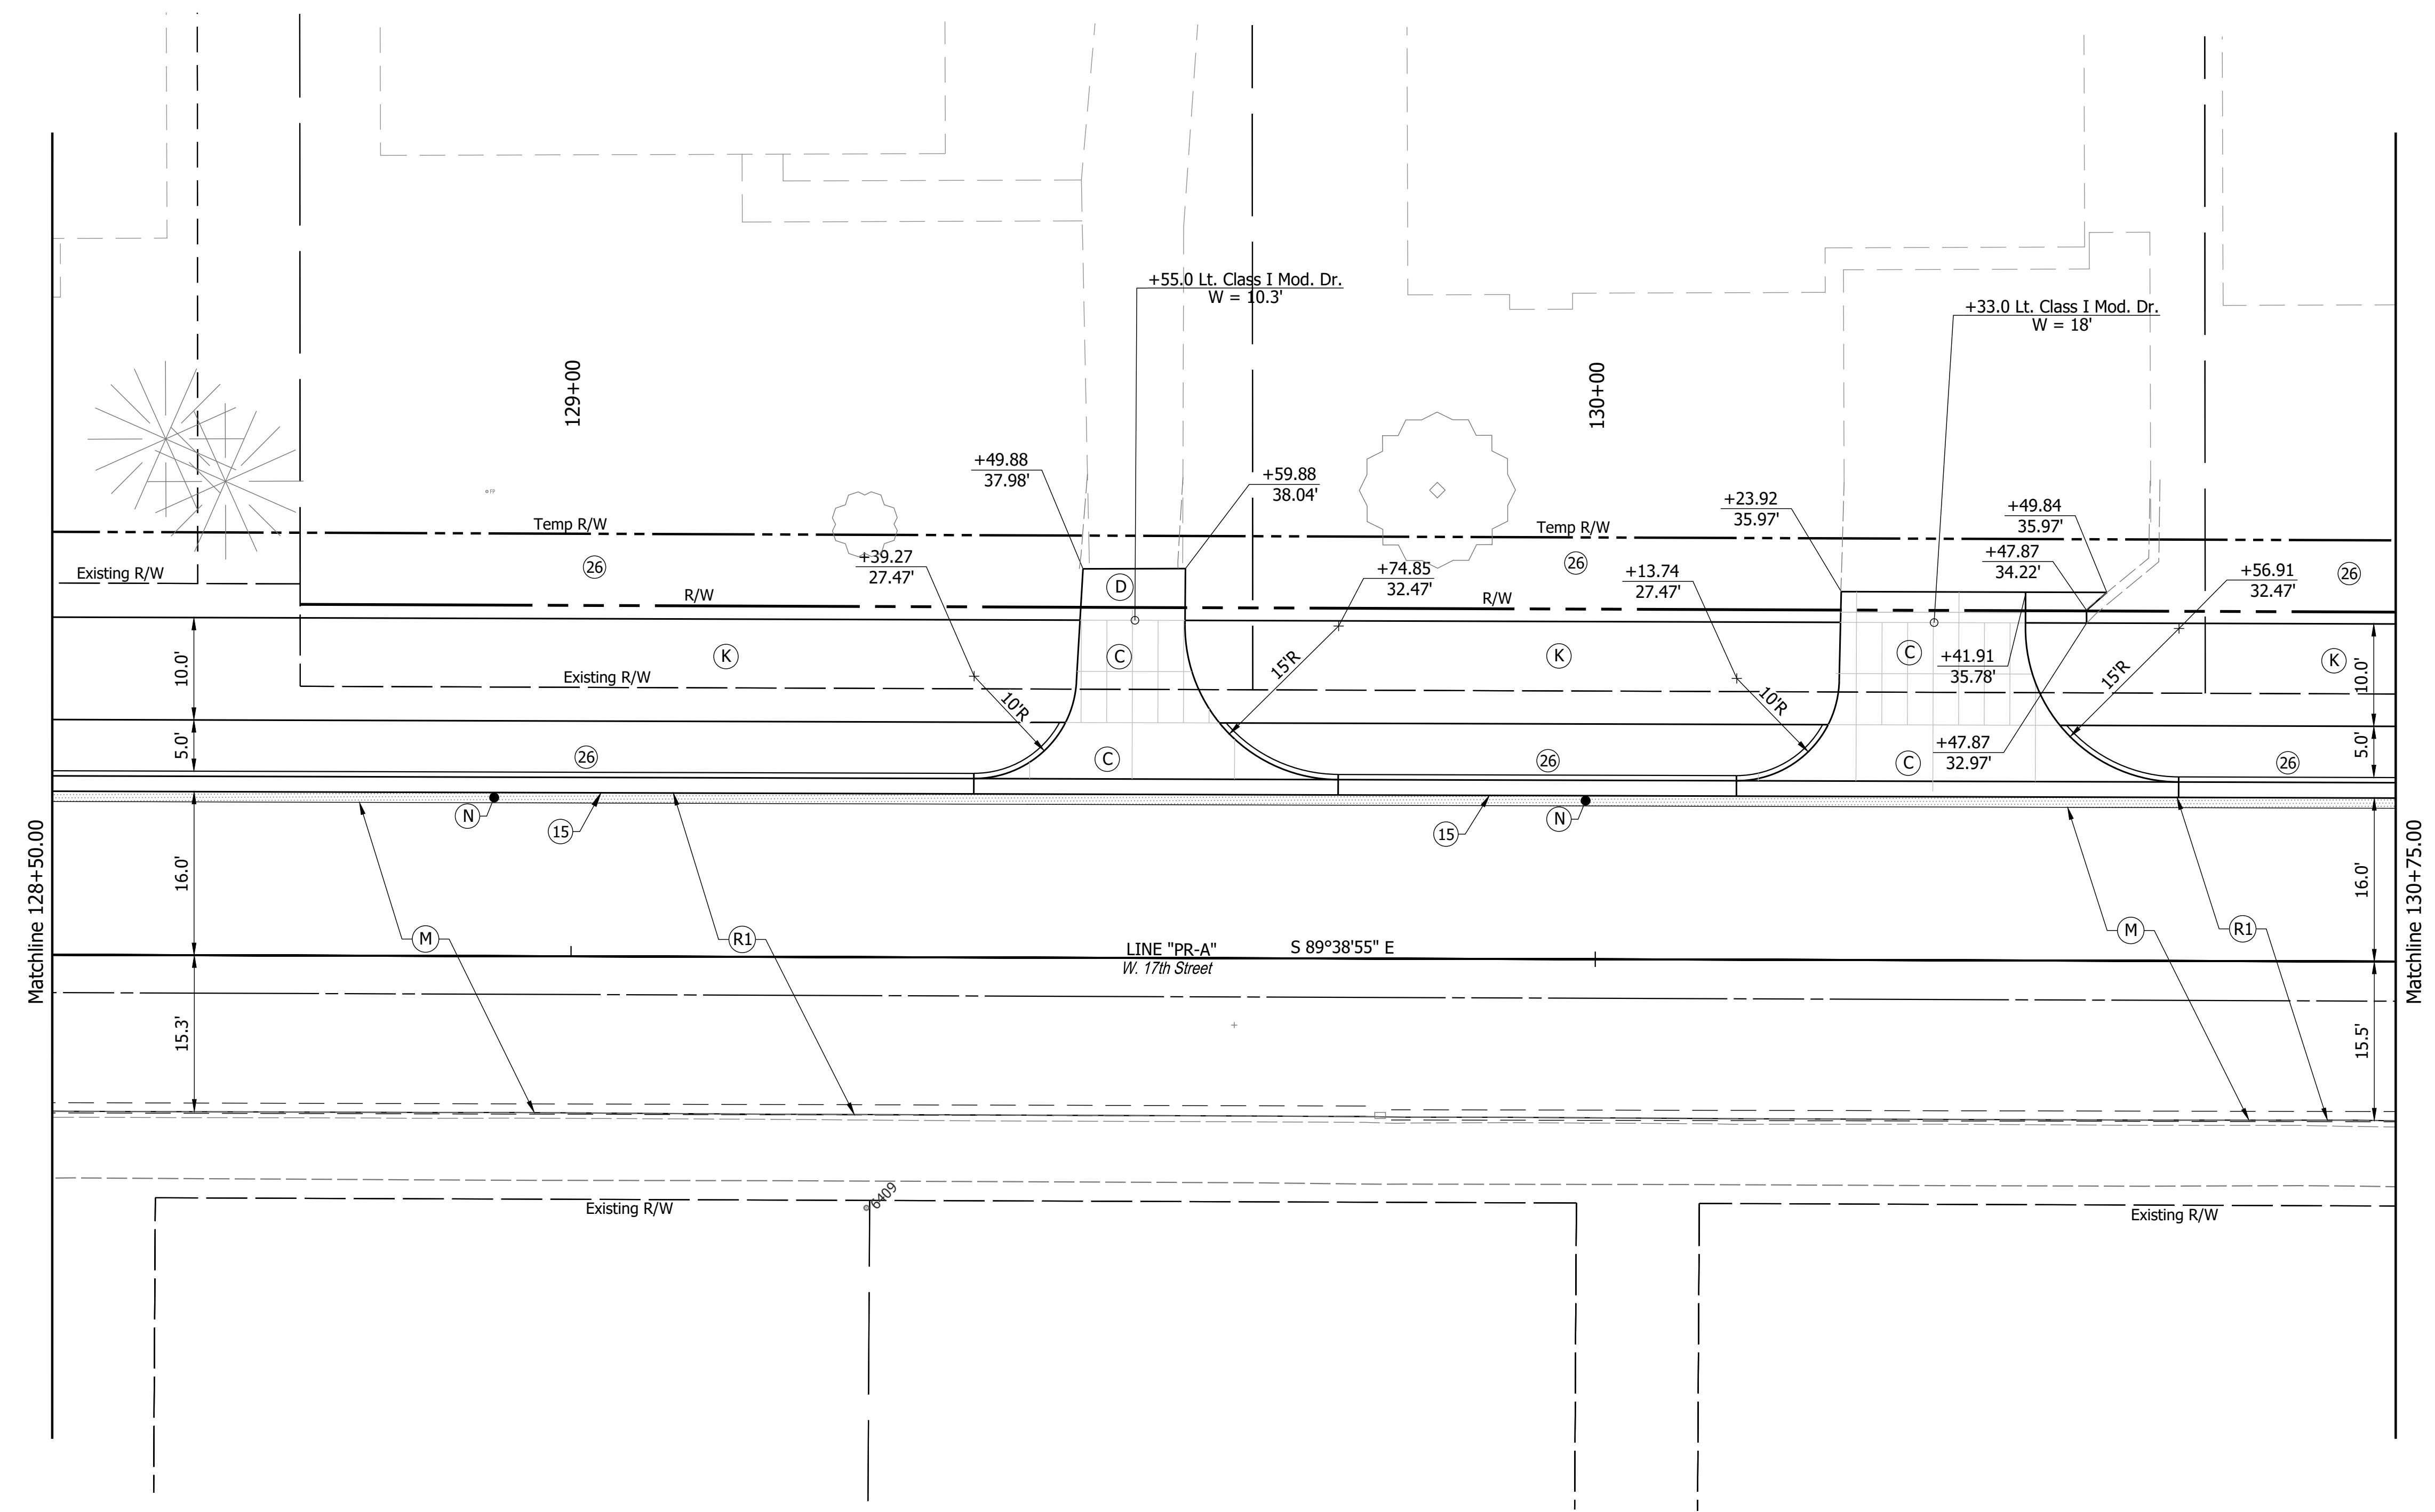 +55.0 Lt. Class I Mod. Dr.
W = 10.3'
+33.0 Lt. Class I Mod. Dr.
W = 18'
129+00
130+00
+49.88
37.98'
+59.88
38.04'
+23.92
35.97'
+49.84
35.97'
FP
Temp R/W
Temp R/W
+39.27
27.47'
+74.85
32.47'
+13.74
27.47'
+47.87
34.22'
+56.91
32.47'
Existing R/W
26
26
26
D
R/W
R/W
10.0'
K
C
15'R
K
C
+41.91
35.78'
15'R
K
10.0'
Existing R/W
10'R
10'R
5.0'
26
C
26
+47.87
32.97'
C
26
5.0'
N
15
N
15
Matchline 128+50.00
16.0'
16.0'
Matchline 130+75.00
M
R1
M
R1
LINE "PR-A"
S 89°38'55" E
W. 17th Street
15.3'
15.5'
6409
Existing R/W
Existing R/W